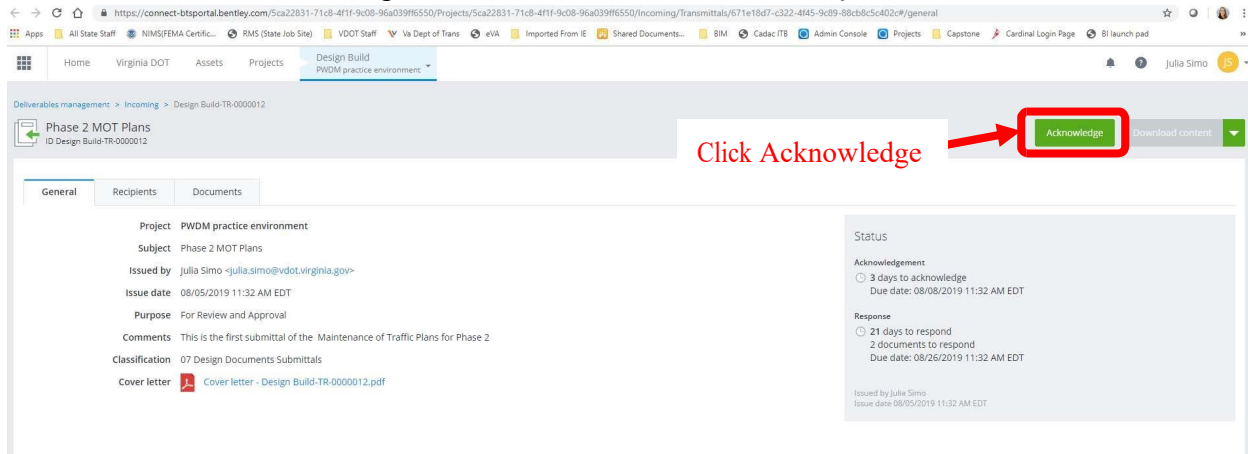 https://connect-btsportal.bentley.com/5ca22831-71c8-4f1f-9c08-96a039ff6550/Projects/5ca22831-71c8-4f1f-9c08-96a039ff6550/Incoming/Transmittals/671e18d7-c322-4f45-9c89-88cb8c5c402c#/general
Apps All State Staff NIMS(FEMA Certific... RMS (State Job Site) VDOT Staff Va Dept of Trans eVA Imported From IE Shared Documents... BIM Cadac ITB Admin Console Projects Capstone Cardinal Login Page BI launch pad »
Home Virginia DOT Assets Projects Design Build Julia Simo JS
PWDM practice environment
Deliverables management > Incoming > Design Build-TR-0000012
Phase 2 MOT Plans
ID Design Build-TR-0000012
Click Acknowledge
Acknowledge Download content
General Recipients Documents
Project PWDM practice environment
Subject Phase 2 MOT Plans
Issued by Julia Simo <julia.simo@vdot.virginia.gov>
Issue date 08/05/2019 11:32 AM EDT
Purpose For Review and Approval
Comments This is the first submittal of the Maintenance of Traffic Plans for Phase 2
Classification 07 Design Documents Submittals
Cover letter Cover letter - Design Build-TR-0000012.pdf
Status
Acknowledgement
3 days to acknowledge
Due date: 08/08/2019 11:32 AM EDT
Response
21 days to respond
2 documents to respond
Due date: 08/26/2019 11:32 AM EDT
Issued by Julie Simo
Issue date 08/05/2019 11:32 AM EDT